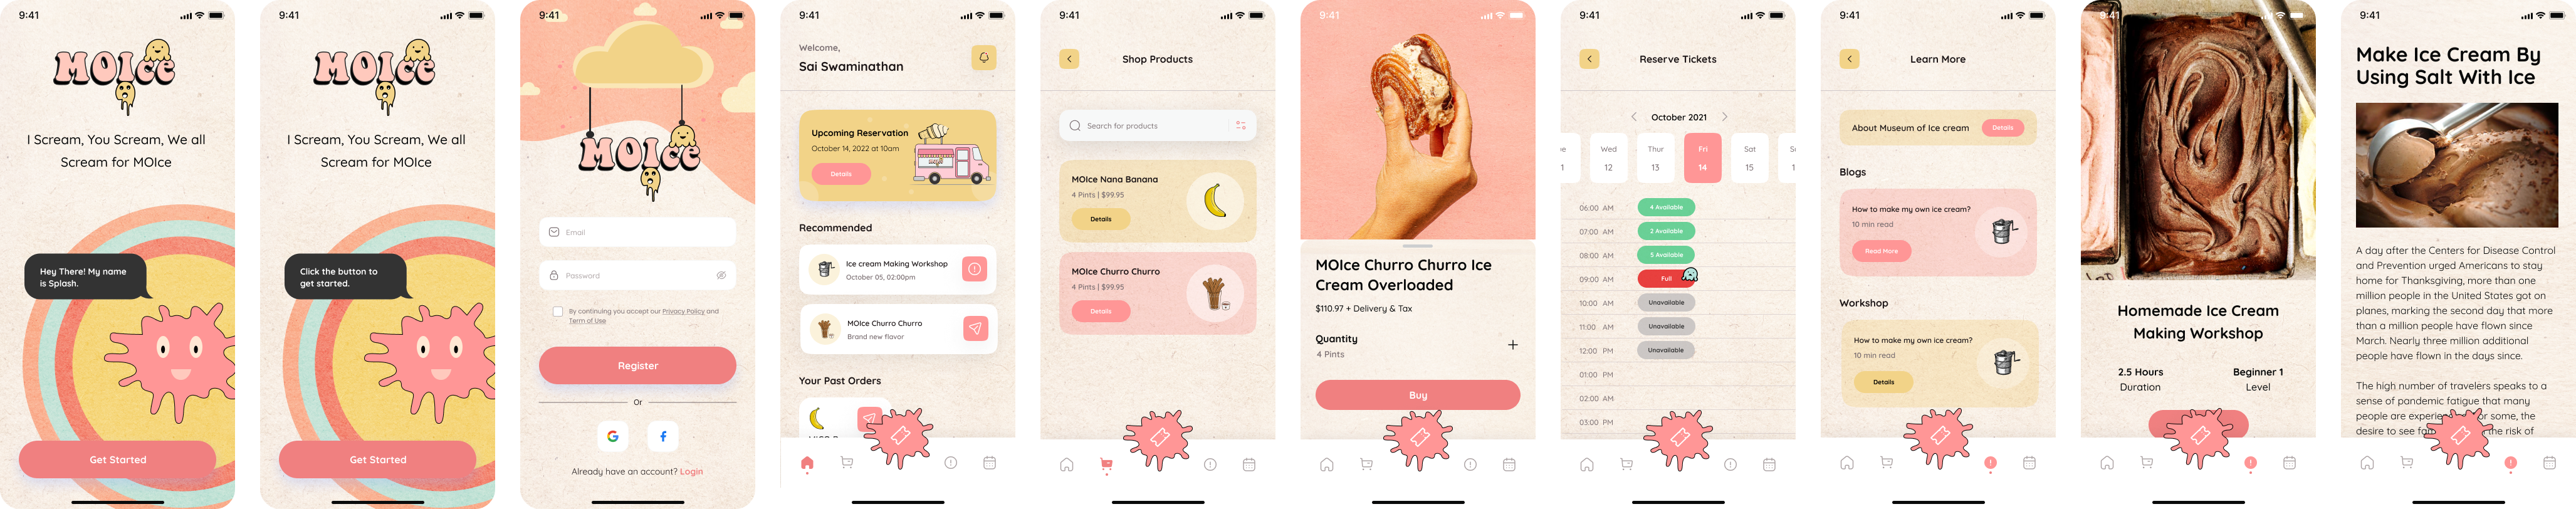 9:41
MOIce
I Scream, You Scream, We all
Scream for MOIce
Hey There! My name
is Splash.
Get Started
9:41
MOIce
I Scream, You Scream, We all
Scream for MOIce
Click the button to
get started.
Get Started
9:41
MOIce
Email
Password
By continuing you accept our Privacy Policy and
Term of Use
Register
Or
G
f
Already have an account? Login
9:41
Welcome,
Sai Swaminathan
Upcoming Reservation
October 14, 2022 at 10am
Details
Recommended
Ice cream Making Workshop
October 05, 02:00pm
MOIce Churro Churro
Brand new flavor
Your Past Orders
9:41
Shop Products
Search for products
MOIce Nana Banana
4 Pints | $99.95
Details
MOIce Churro Churro
4 Pints | $99.95
Details
9:41
MOIce Churro Churro Ice
Cream Overloaded
$110.97 + Delivery & Tax
Quantity
4 Pints
+
Buy
9:41
Reserve Tickets
October 2021
Wed Thur Fri Sat
12 13 14 15
06:00 AM 4 Available
07:00 AM 2 Available
08:00 AM 5 Available
09:00 AM Full
10:00 AM Unavailable
11:00 AM Unavailable
12:00 PM Unavailable
01:00 PM
02:00 AM
03:00 PM
9:41
Learn More
About Museum of Ice cream Details
Blogs
How to make my own ice cream?
10 min read
Read More
Workshop
How to make my own ice cream?
10 min read
Details
9:41
Homemade Ice Cream
Making Workshop
2.5 Hours Beginner 1
Duration Level
9:41
Make Ice Cream By
Using Salt With Ice
A day after the Centers for Disease Control
and Prevention urged Americans to stay
home for Thanksgiving, more than one
million people in the United States got on
planes, marking the second day that more
than a million people have flown since
March. Nearly three million additional
people have flown in the days since.
The high number of travelers speaks to a
sense of pandemic fatigue that many
people are for some, the
desire to see the risk of